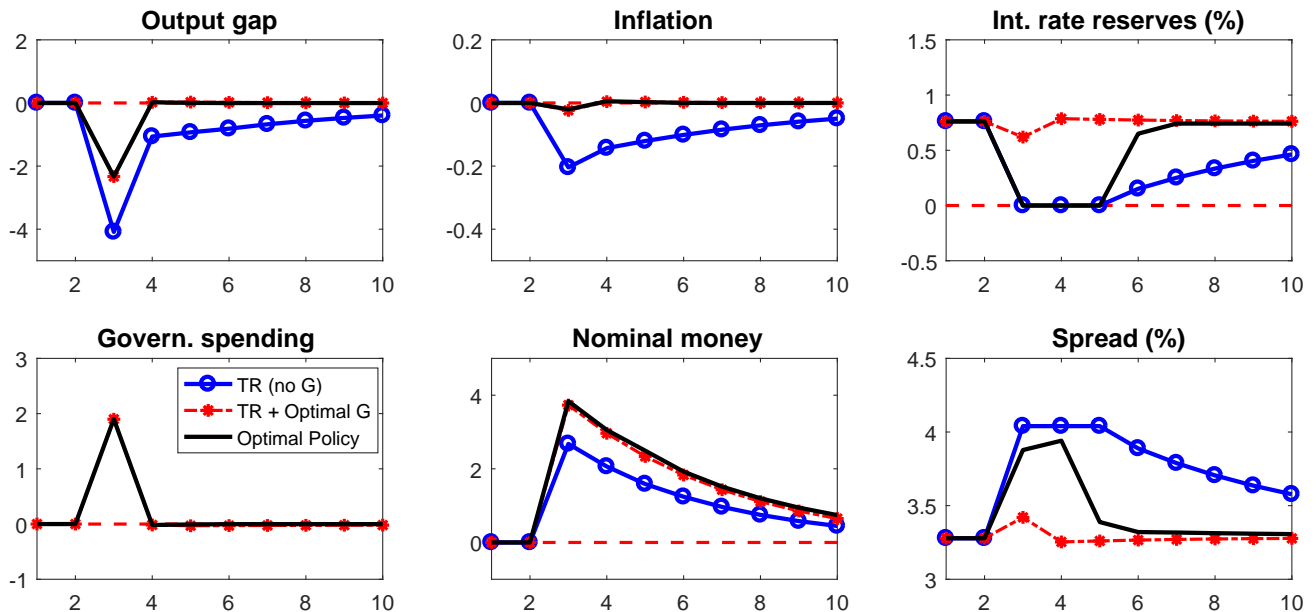 Output gap
2
0
-2
-4
2 4 6 8 10
Inflation
0.2
0
-0.2
-0.4
2 4 6 8 10
Int. rate reserves (%)
1.5
1
0.5
0
-0.5
2 4 6 8 10
Govern. spending
3
2
1
0
-1
2 4 6 8 10
TR (no G)
TR + Optimal G
Optimal Policy
Nominal money
4
2
0
2 4 6 8 10
Spread (%)
4.5
4
3.5
3
2 4 6 8 10